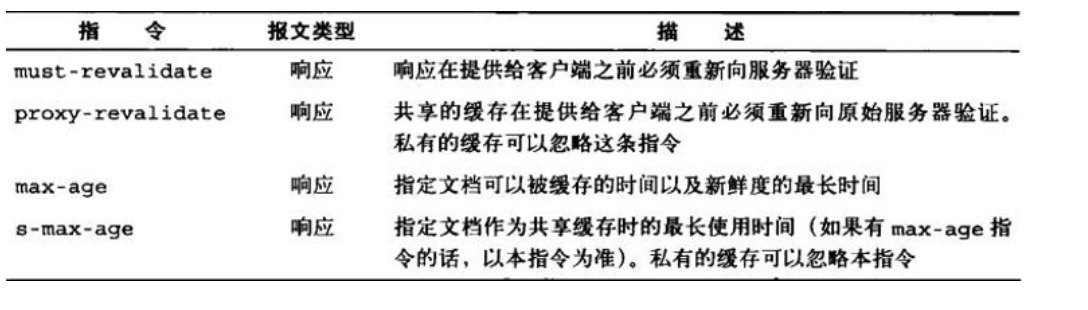 指 令 报文类型 描 述
must-revalidate 响应 响应在提供给客户端之前必须重新向服务器验证
proxy-revalidate 响应 共享的缓存在提供给客户端之前必须重新向原始服务器验证。
私有的缓存可以忽略这条指令
max-age 响应 指定文档可以被缓存的时间以及新鲜度的最长时间
s-max-age 响应 指定文档作为共享缓存时的最长使用时间（如果有 max-age 指
令的话，以本指令为准）。私有的缓存可以忽略本指令